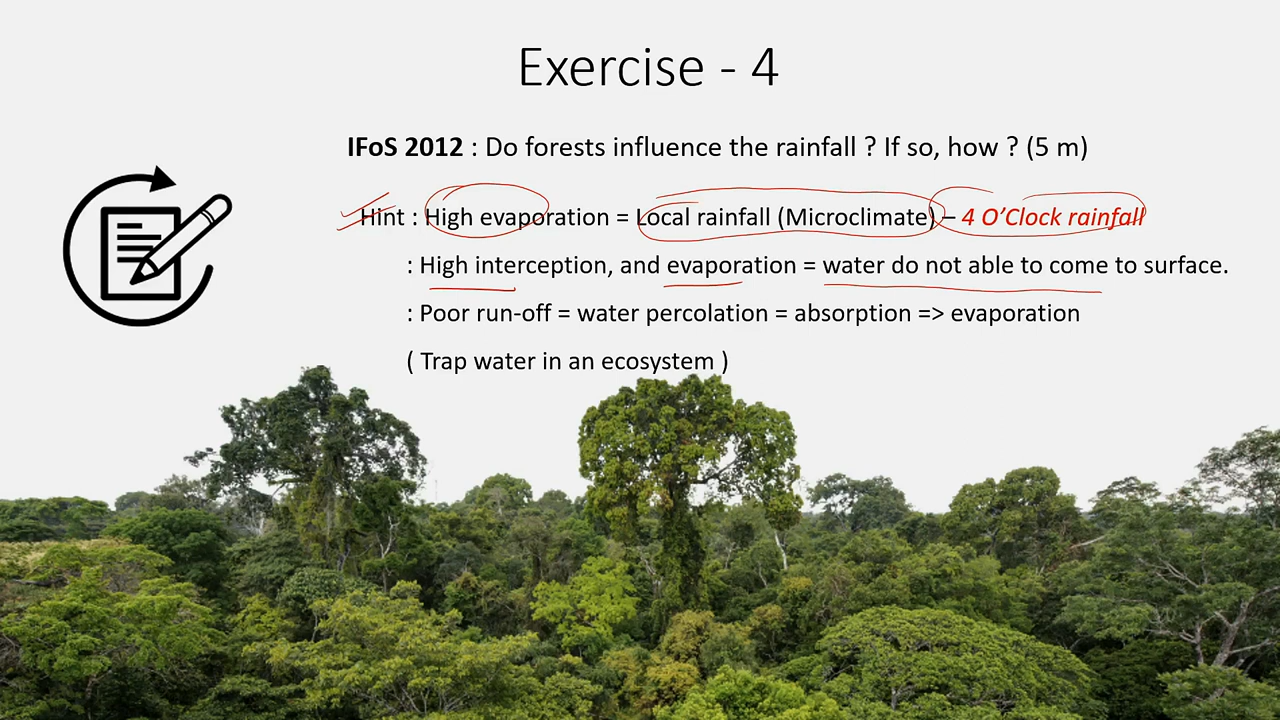 Exercise - 4
IFoS 2012 : Do forests influence the rainfall ? If so, how ? (5 m)
Hint : High evaporation = Local rainfall (Microclimate) – 4 O’Clock rainfall
: High interception, and evaporation = water do not able to come to surface.
: Poor run-off = water percolation = absorption => evaporation
( Trap water in an ecosystem )